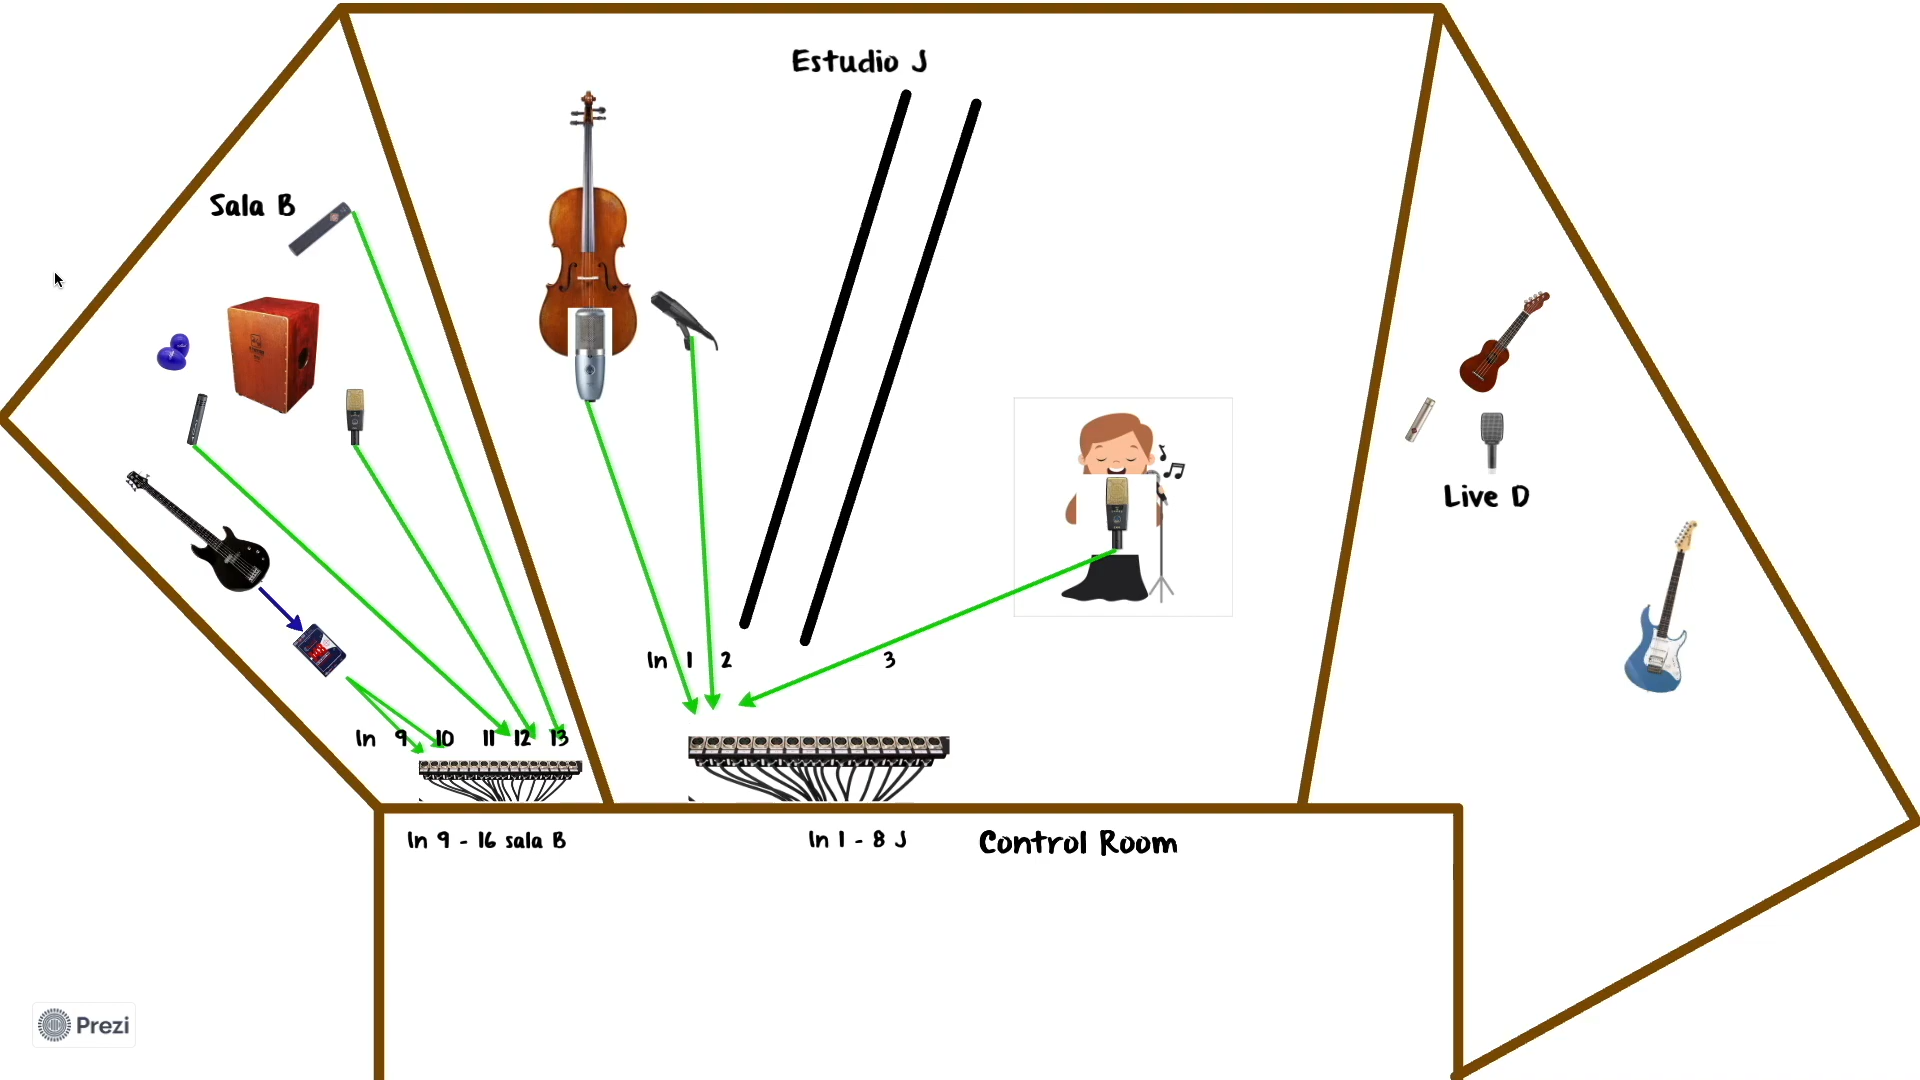 Estudio J
Sala B
Live D
In 1 2
3
In 9 10 11 12 13
In 9 - 16 sala B
In 1 - 8 J
Control Room
Prezi